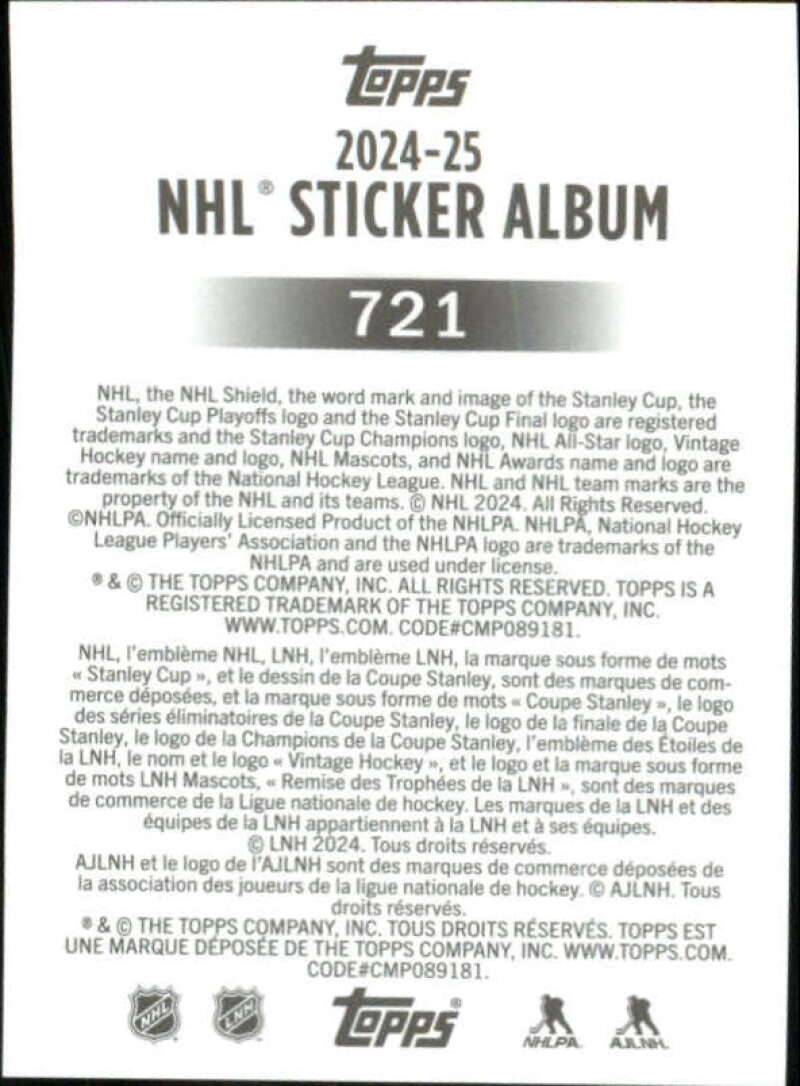 Topps
2024-25
NHL® STICKER ALBUM
721
NHL, the NHL Shield, the word mark and image of the Stanley Cup, the
Stanley Cup Playoffs logo and the Stanley Cup Final logo are registered
trademarks and the Stanley Cup Champions logo, NHL All-Star logo, Vintage
Hockey name and logo, NHL Mascots, and NHL Awards name and logo are
trademarks of the National Hockey League. NHL and NHL team marks are the
property of the NHL and its teams. © NHL 2024. All Rights Reserved.
©NHLPA. Officially Licensed Product of the NHLPA. NHLPA, National Hockey
League Players' Association and the NHLPA logo are trademarks of the
NHLPA and are used under license.
® & © THE TOPPS COMPANY, INC. ALL RIGHTS RESERVED. TOPPS IS A
REGISTERED TRADEMARK OF THE TOPPS COMPANY, INC.
WWW.TOPPS.COM. CODE#CMP089181.
NHL, l'emblème NHL, LNH, l'emblème LNH, la marque sous forme de mots
« Stanley Cup », et le dessin de la Coupe Stanley, sont des marques de com-
merce déposées, et la marque sous forme de mots « Coupe Stanley », le logo
des séries éliminatoires de la Coupe Stanley, le logo de la finale de la Coupe
Stanley, le logo de la Champions de la Coupe Stanley, l'emblème des Étoiles de
la LNH, le nom et le logo « Vintage Hockey », et le logo et la marque sous forme
de mots LNH Mascots, « Remise des Trophées de la LNH », sont des marques
de commerce de la Ligue nationale de hockey. Les marques de la LNH et des
équipes de la LNH appartiennent à la LNH et à ses équipes.
© LNH 2024. Tous droits réservés.
AJLNH et le logo de l'AJLNH sont des marques de commerce déposées de
la association des joueurs de la ligue nationale de hockey. © AJLNH. Tous
droits réservés.
® & © THE TOPPS COMPANY, INC. TOUS DROITS RÉSERVÉS. TOPPS EST
UNE MARQUE DÉPOSÉE DE THE TOPPS COMPANY, INC. WWW.TOPPS.COM.
CODE#CMP089181.
NHL LNH Topps® NHLPA AJLNH